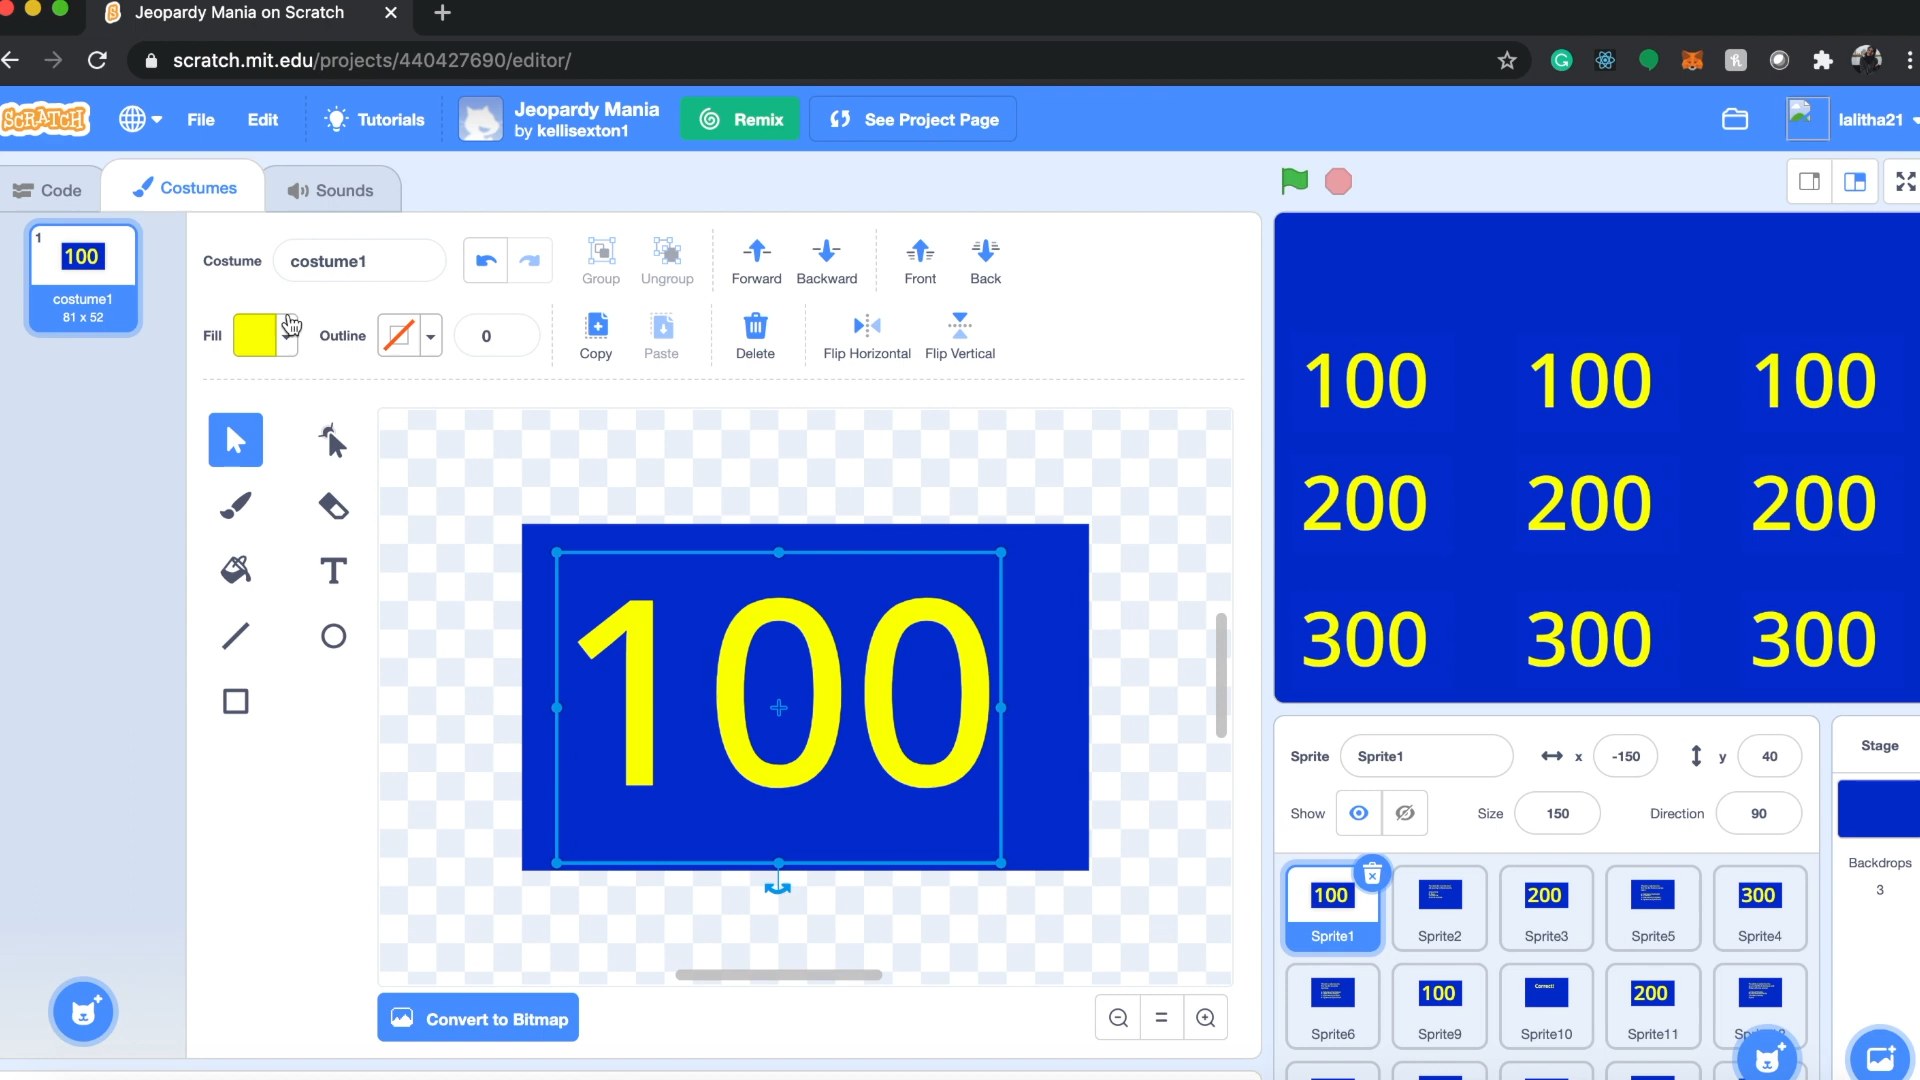 Jeopardy Mania on Scratch
scratch.mit.edu/projects/440427690/editor/
SCRATCH
File
Edit
Tutorials
Jeopardy Mania
by kellisexton1
Remix
See Project Page
lalitha21
Code
Costumes
Sounds
1
100
costume1
81 x 52
Costume
costume1
Group
Ungroup
Forward
Backward
Front
Back
Fill
Outline
0
Copy
Paste
Delete
Flip Horizontal
Flip Vertical
T
100
Convert to Bitmap
100 100 100
200 200 200
300 300 300
Sprite
Sprite1
x
-150
y
40
Show
Size
150
Direction
90
Stage
Backdrops
3
100
Sprite1
Sprite2
200
Sprite3
Sprite5
300
Sprite4
Sprite6
100
Sprite9
Correct!
Sprite10
200
Sprite11